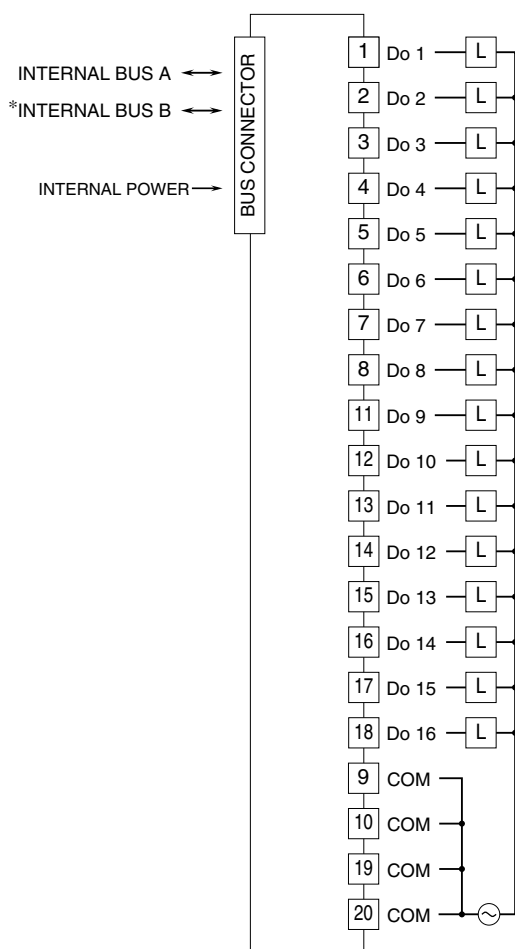 INTERNAL BUS A
*INTERNAL BUS B
INTERNAL POWER
BUS CONNECTOR
1 Do 1 L
2 Do 2 L
3 Do 3 L
4 Do 4 L
5 Do 5 L
6 Do 6 L
7 Do 7 L
8 Do 8 L
11 Do 9 L
12 Do 10 L
13 Do 11 L
14 Do 12 L
15 Do 13 L
16 Do 14 L
17 Do 15 L
18 Do 16 L
9 COM
10 COM
19 COM
20 COM